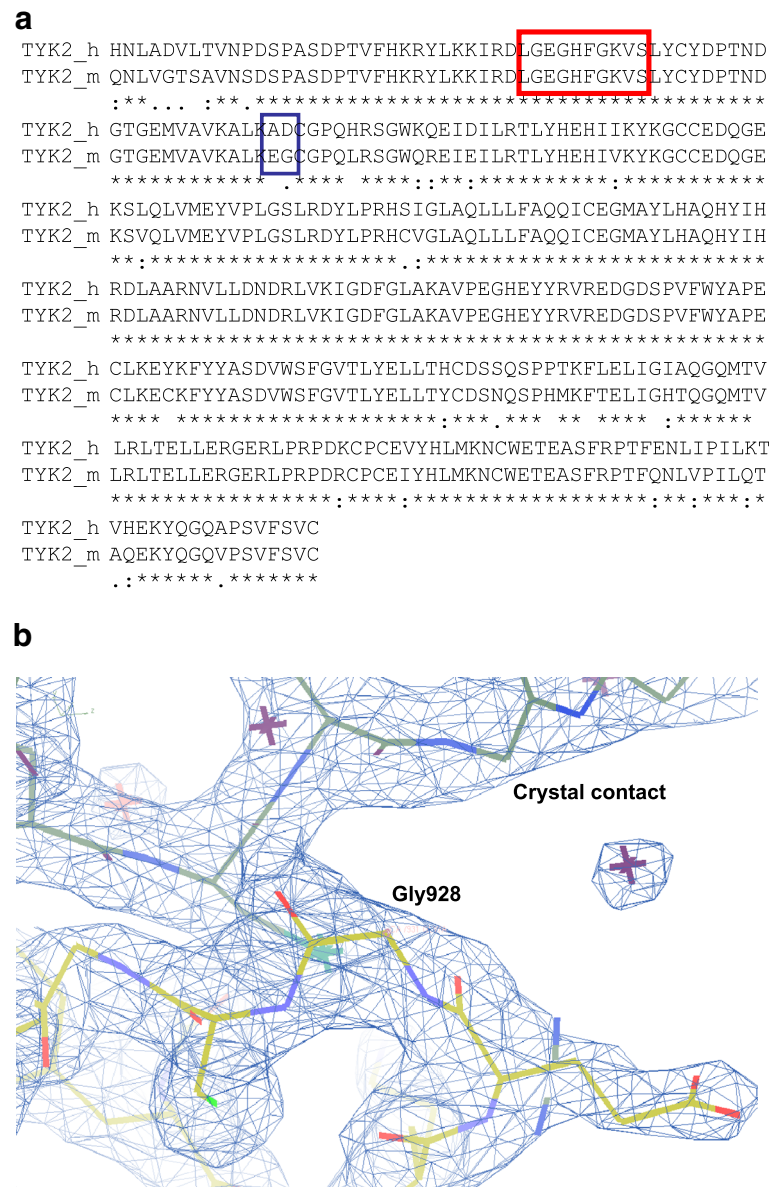 a
TYK2_h HNLADVLTVNPDSPASDPTVFHKRYLKKIRDLGEGHFGKVSLYCYDPTND
TYK2_m QNLVGTSAVNSDSPASDPTVFHKRYLKKIRDLGEGHFGKVSLYCYDPTND
:**... :**.***************************************
TYK2_h GTGEMVAVKALKADCGPQHRSGWKQEIDILRTLYHEHIIKYKGCCEDQGE
TYK2_m GTGEMVAVKALKEGCGPQLRSGWQREIEILRTLYHEHIVKYKGCCEDQGE
************ .**** ****::**:***********:***********
TYK2_h KSLQLVMEYVPLGSLRDYLPRHSIGLAQLLLFAQQICEGMAYLHAQHYIH
TYK2_m KSVQLVMEYVPLGSLRDYLPRHCVGLAQLLLFAQQICEGMAYLHAQHYIH
**:*******************.:**************************
TYK2_h RDLAARNVLLDNDRLVKIGDFGLAKAVPEGHEYYRVREDGDSPVFWYAPE
TYK2_m RDLAARNVLLDNDRLVKIGDFGLAKAVPEGHEYYRVREDGDSPVFWYAPE
**************************************************
TYK2_h CLKEYKFYYASDVWSFGVTLYELLTHCDSSQSPPTKFLELIGIAQGQMTV
TYK2_m CLKECKFYYASDVWSFGVTLYELLTYCDSNQSPHMKFTELIGHTQGQMTV
**** ********************:***.*** ** **** :******
TYK2_h LRLTELLERGERLPRPDKCPCEVYHLMKNCWETEASFRPTFENLIPILKT
TYK2_m LRLTELLERGERLPRPDRCPCEIYHLMKNCWETEASFRPTFQNLVPILQT
*****************:****:******************:**:***:*
TYK2_h VHEKYQGQAPSVFSVC
TYK2_m AQEKYQGQVPSVFSVC
.:******.*******
b
Crystal contact
Gly928